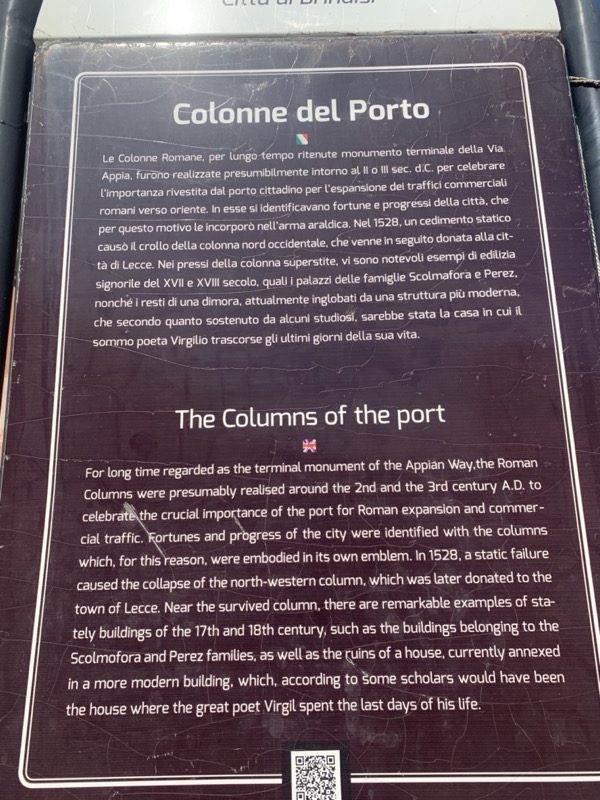 Città di Brindisi
Colonne del Porto
Le Colonne Romane, per lungo tempo ritenute monumento terminale della Via
Appia, furono realizzate presumibilmente intorno al II o III sec. d.C. per celebrare
l'importanza rivestita dal porto cittadino per l'espansione dei traffici commerciali
romani verso oriente. In esse si identificavano fortune e progressi della città, che
per questo motivo le incorporò nell'arma araldica. Nel 1528, un cedimento statico
causò il crollo della colonna nord occidentale, che venne in seguito donata alla cit-
tà di Lecce. Nei pressi della colonna superstite, vi sono notevoli esempi di edilizia
signorile del XVII e XVIII secolo, quali i palazzi delle famiglie Scolmafora e Perez,
nonché i resti di una dimora, attualmente inglobati da una struttura più moderna,
che secondo quanto sostenuto da alcuni studiosi, sarebbe stata la casa in cui il
sommo poeta Virgilio trascorse gli ultimi giorni della sua vita.
The Columns of the port
For long time regarded as the terminal monument of the Appian Way,the Roman
Columns were presumably realised around the 2nd and the 3rd century A.D. to
celebrate the crucial importance of the port for Roman expansion and commer-
cial traffic. Fortunes and progress of the city were identified with the columns
which, for this reason, were embodied in its own emblem. In 1528, a static failure
caused the collapse of the north-western column, which was later donated to the
town of Lecce. Near the survived column, there are remarkable examples of sta-
tely buildings of the 17th and 18th century, such as the buildings belonging to the
Scolmofora and Perez families, as well as the ruins of a house, currently annexed
in a more modern building, which, according to some scholars would have been
the house where the great poet Virgil spent the last days of his life.